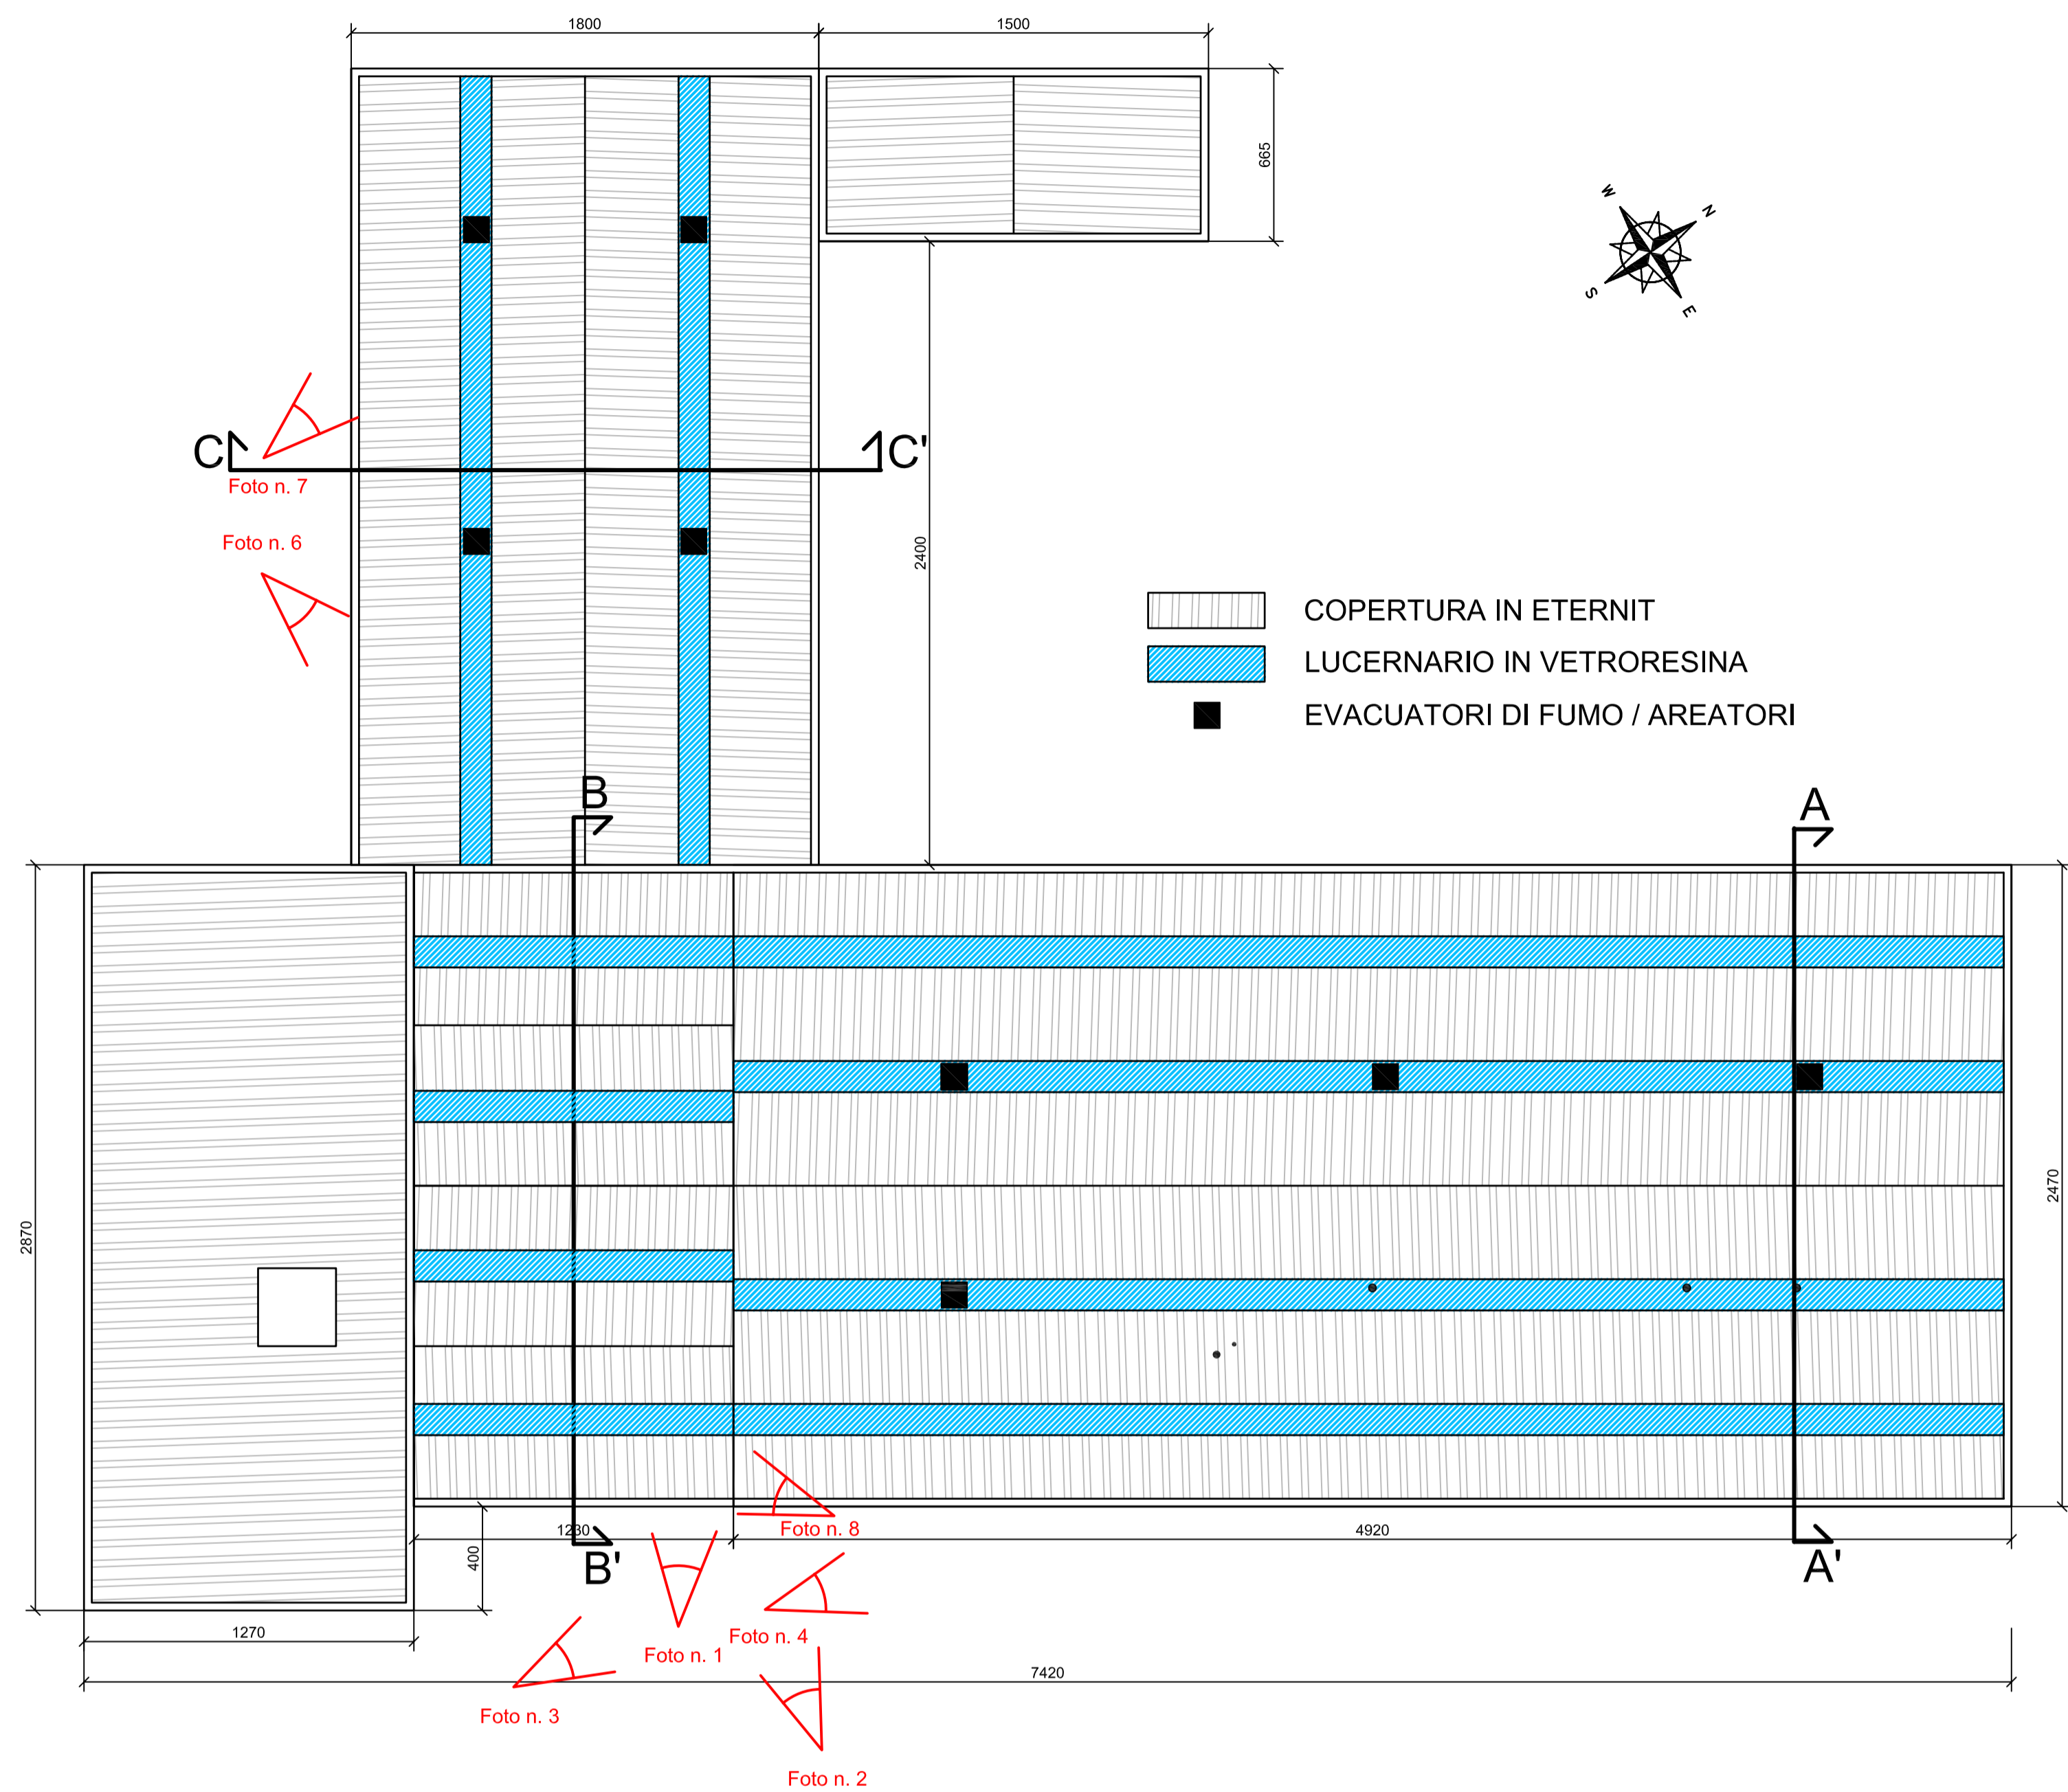 1800
1500
665
W
N
S
E
C
C'
Foto n. 7
Foto n. 6
2400
COPERTURA IN ETERNIT
LUCERNARIO IN VETRORESINA
EVACUATORI DI FUMO / AREATORI
B
A
2870
2470
1230
Foto n. 8
4920
400
B'
A'
1270
Foto n. 1
Foto n. 4
7420
Foto n. 3
Foto n. 2